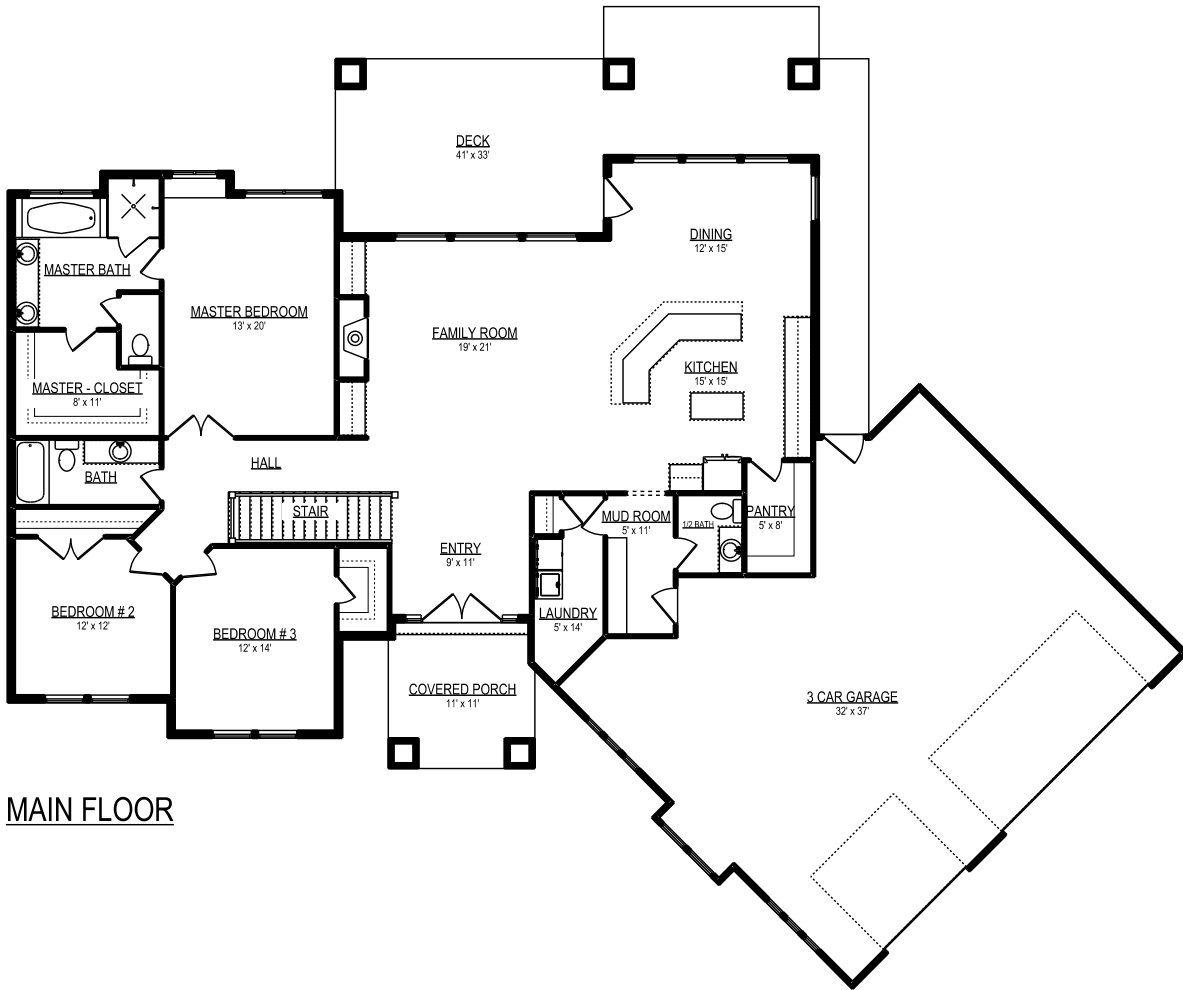 DECK
41' x 33'
DINING
12' x 15'
MASTER BATH
MASTER BEDROOM
13' x 20'
FAMILY ROOM
19' x 21'
KITCHEN
15' x 15'
MASTER - CLOSET
8' x 11'
HALL
BATH
STAIR
MUD ROOM
5' x 11'
1/2 BATH
PANTRY
5' x 8'
ENTRY
9' x 11'
BEDROOM # 2
12' x 12'
LAUNDRY
5' x 14'
BEDROOM # 3
12' x 14'
COVERED PORCH
11' x 11'
3 CAR GARAGE
32' x 37'
MAIN FLOOR